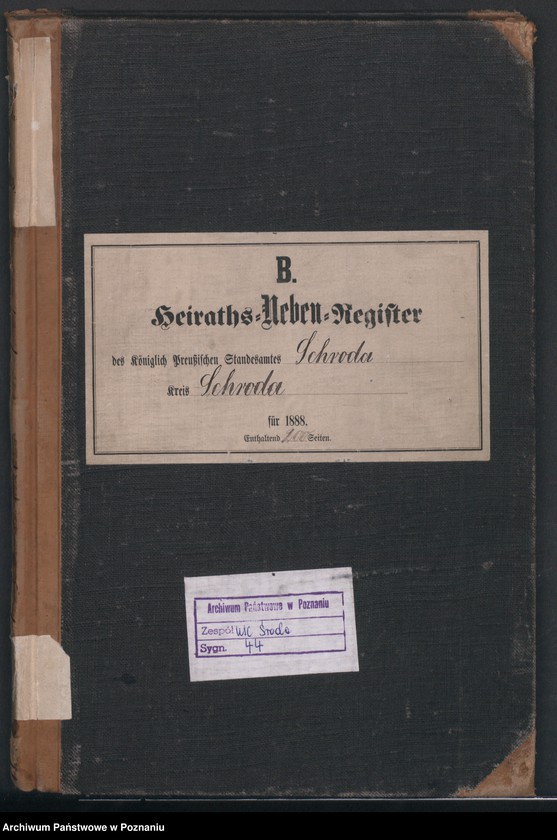 B.
Heiraths-Neben-Register
des Königlich Preußischen Standesamtes Schroda
Kreis Schroda
für 1888.
Enthaltend 200 Seiten.
Archiwum Państwowe w Poznaniu
Zespół USC Środa
Sygn. 44
Archiwum Państwowe w Poznaniu